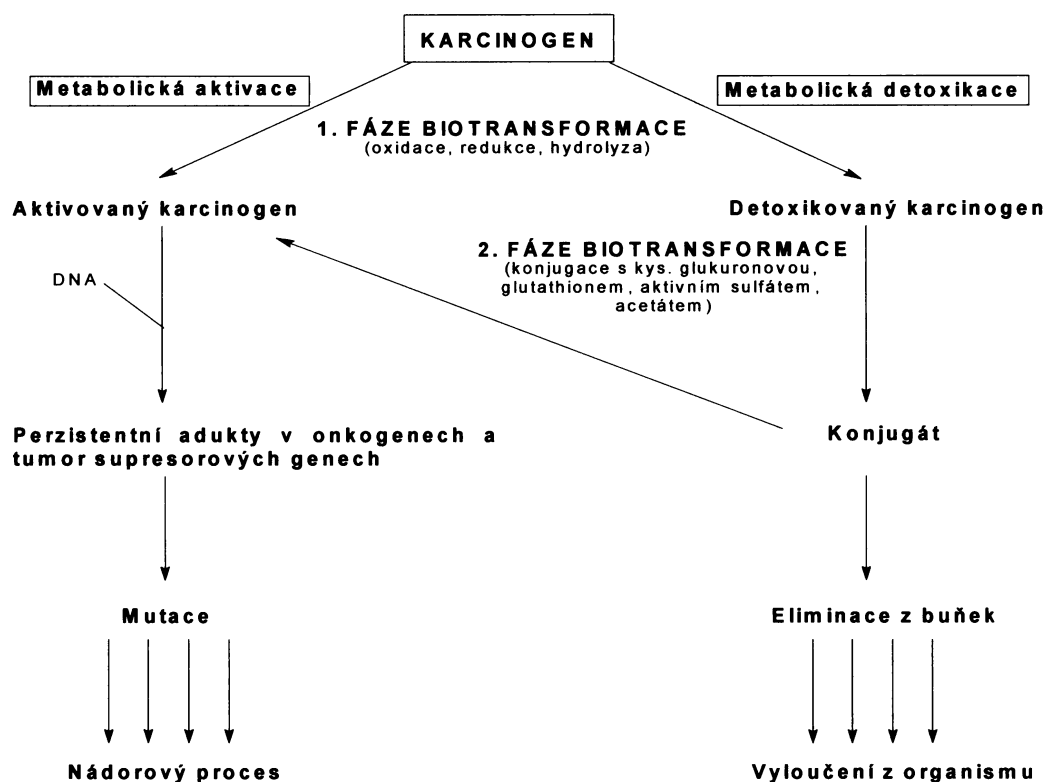 KARCINOGEN
Metabolická aktivace
Metabolická detoxikace
1. FÁZE BIOTRANSFORMACE
(oxidace, redukce, hydrolyza)
Aktivovaný karcinogen
Detoxikovaný karcinogen
2. FÁZE BIOTRANSFORMACE
(konjugace s kys. glukuronovou,
glutathionem, aktivním sulfátem,
acetátem)
DNA
Perzistentní adukty v onkogenech a
tumor supresorových genech
Konjugát
Mutace
Eliminace z buňek
Nádorový proces
Vyloučení z organismu